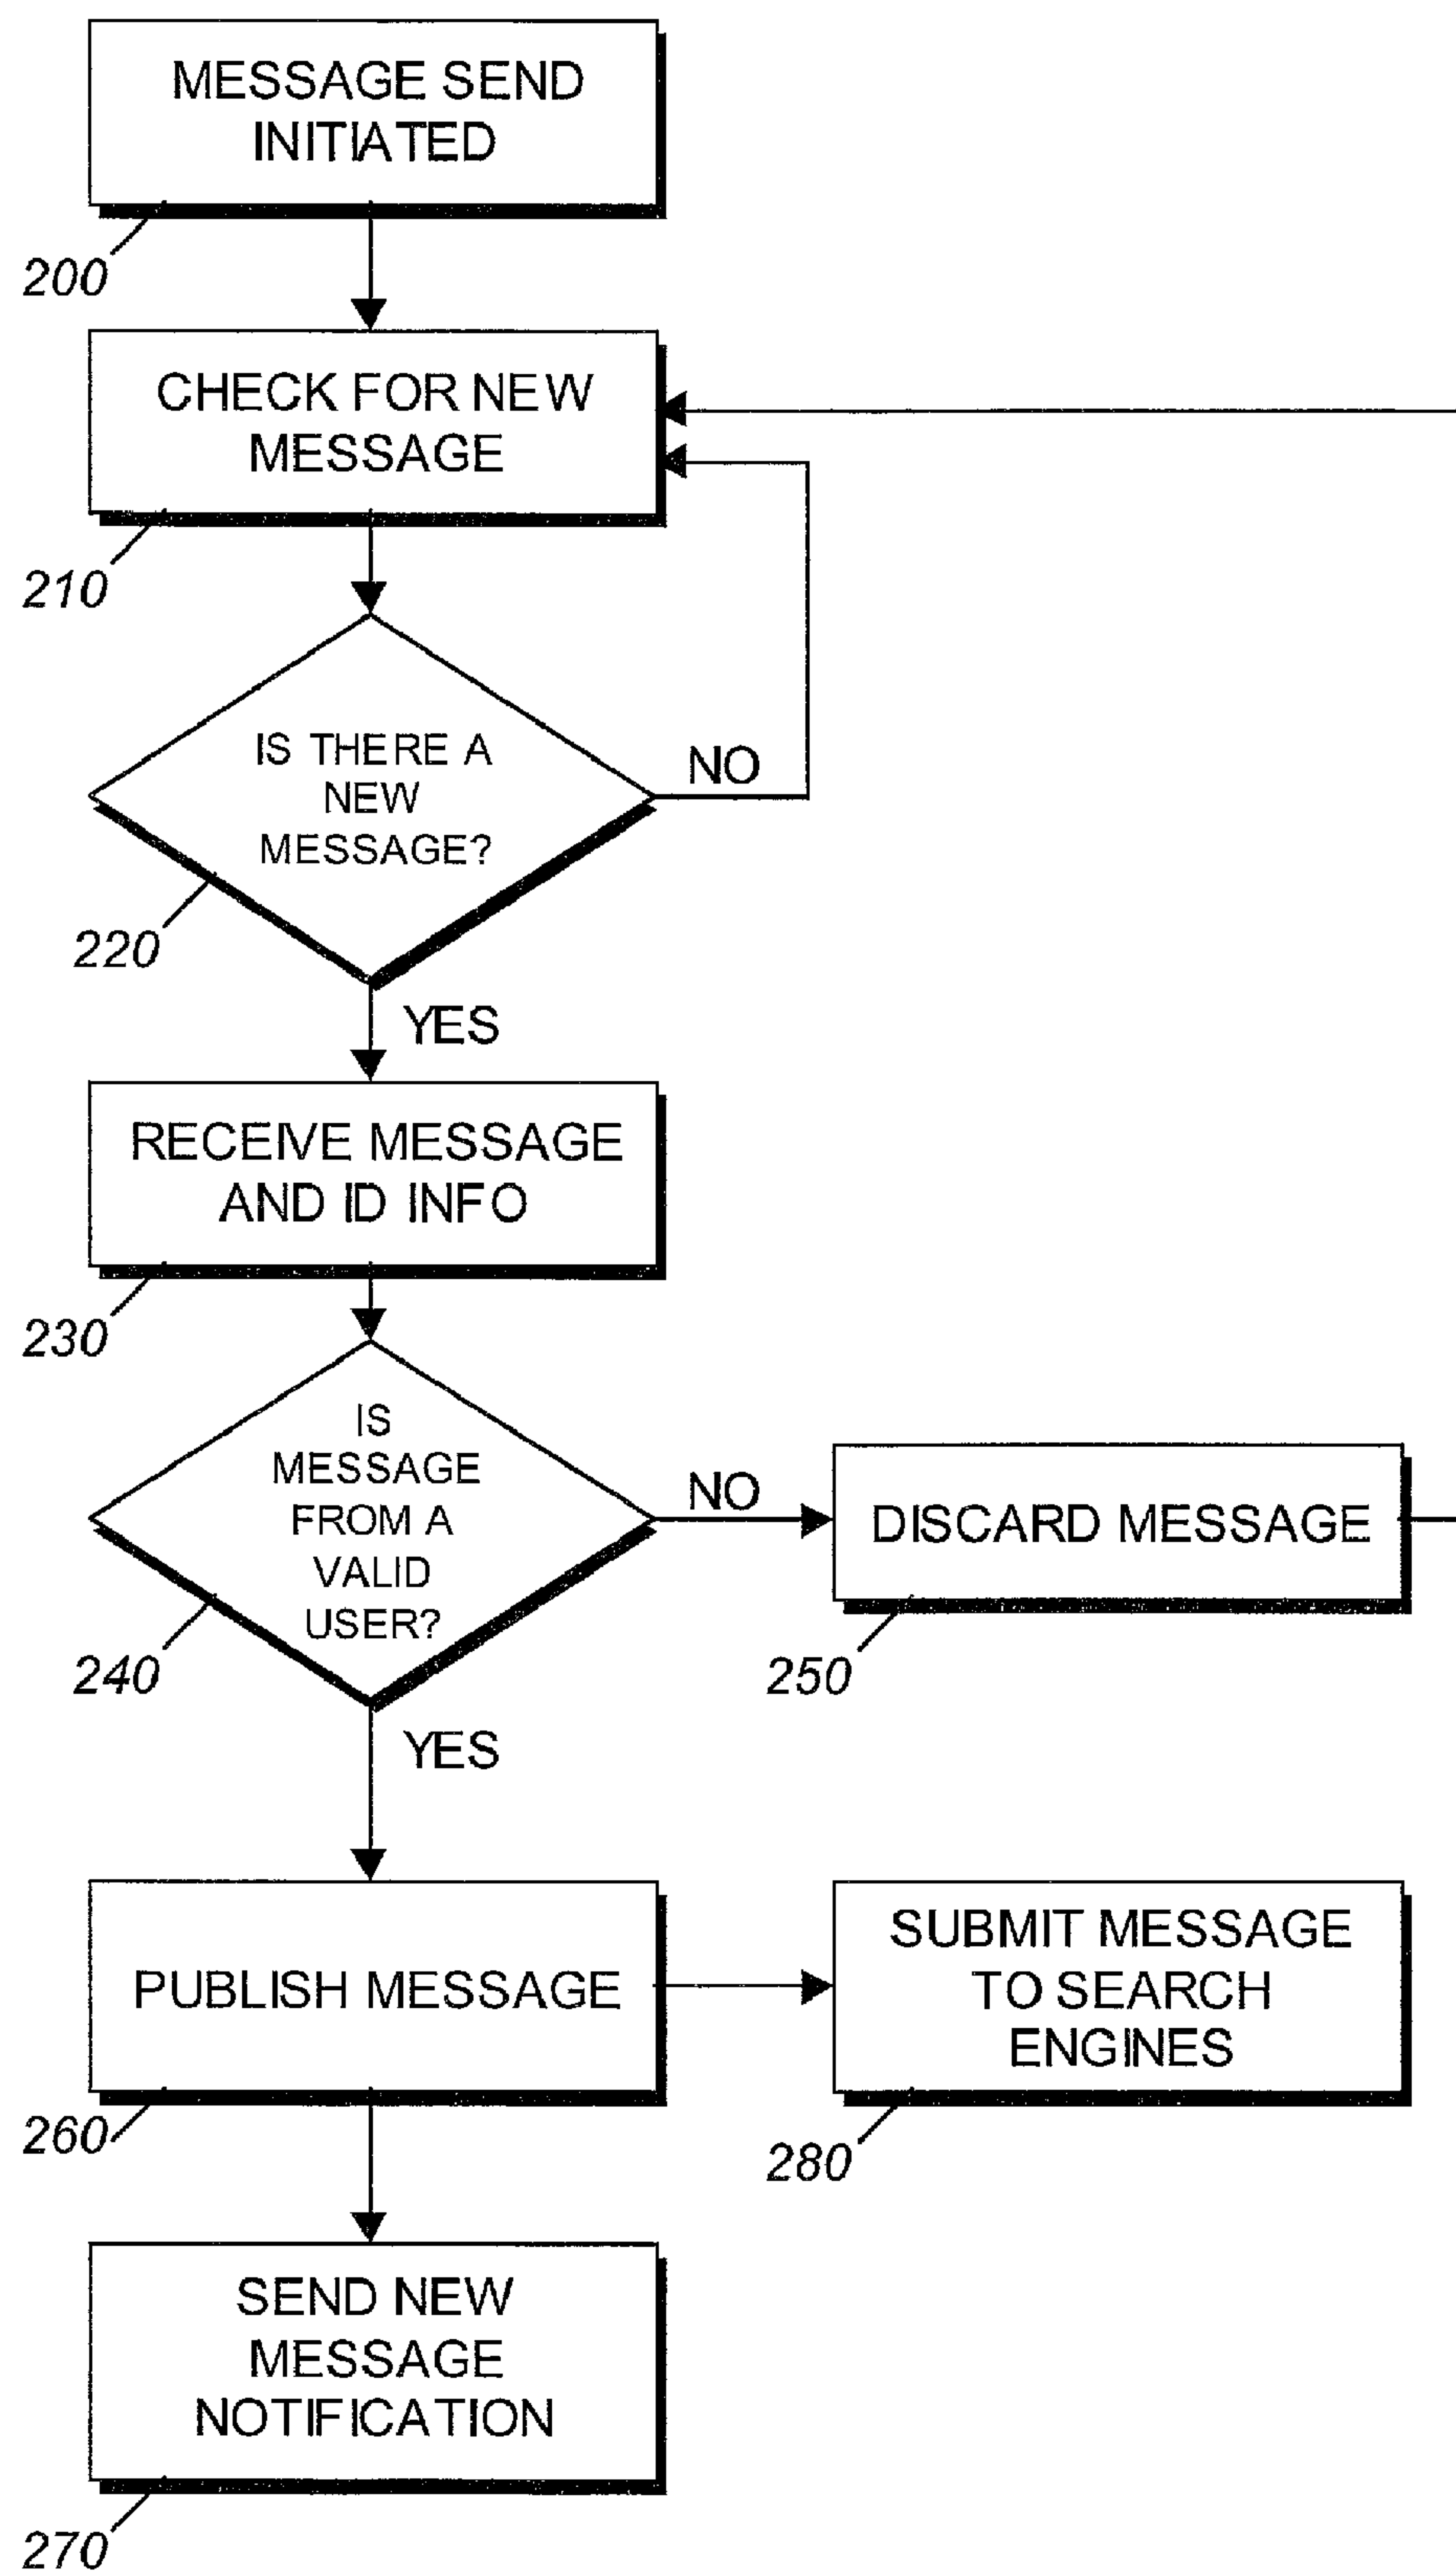 MESSAGE SEND
INITIATED
200
CHECK FOR NEW
MESSAGE
210
IS THERE A
NEW
MESSAGE?
NO
220
YES
RECEIVE MESSAGE
AND ID INFO
230
IS
MESSAGE
FROM A
VALID
USER?
NO
DISCARD MESSAGE
240
250
YES
PUBLISH MESSAGE
SUBMIT MESSAGE
TO SEARCH
ENGINES
260
280
SEND NEW
MESSAGE
NOTIFICATION
270